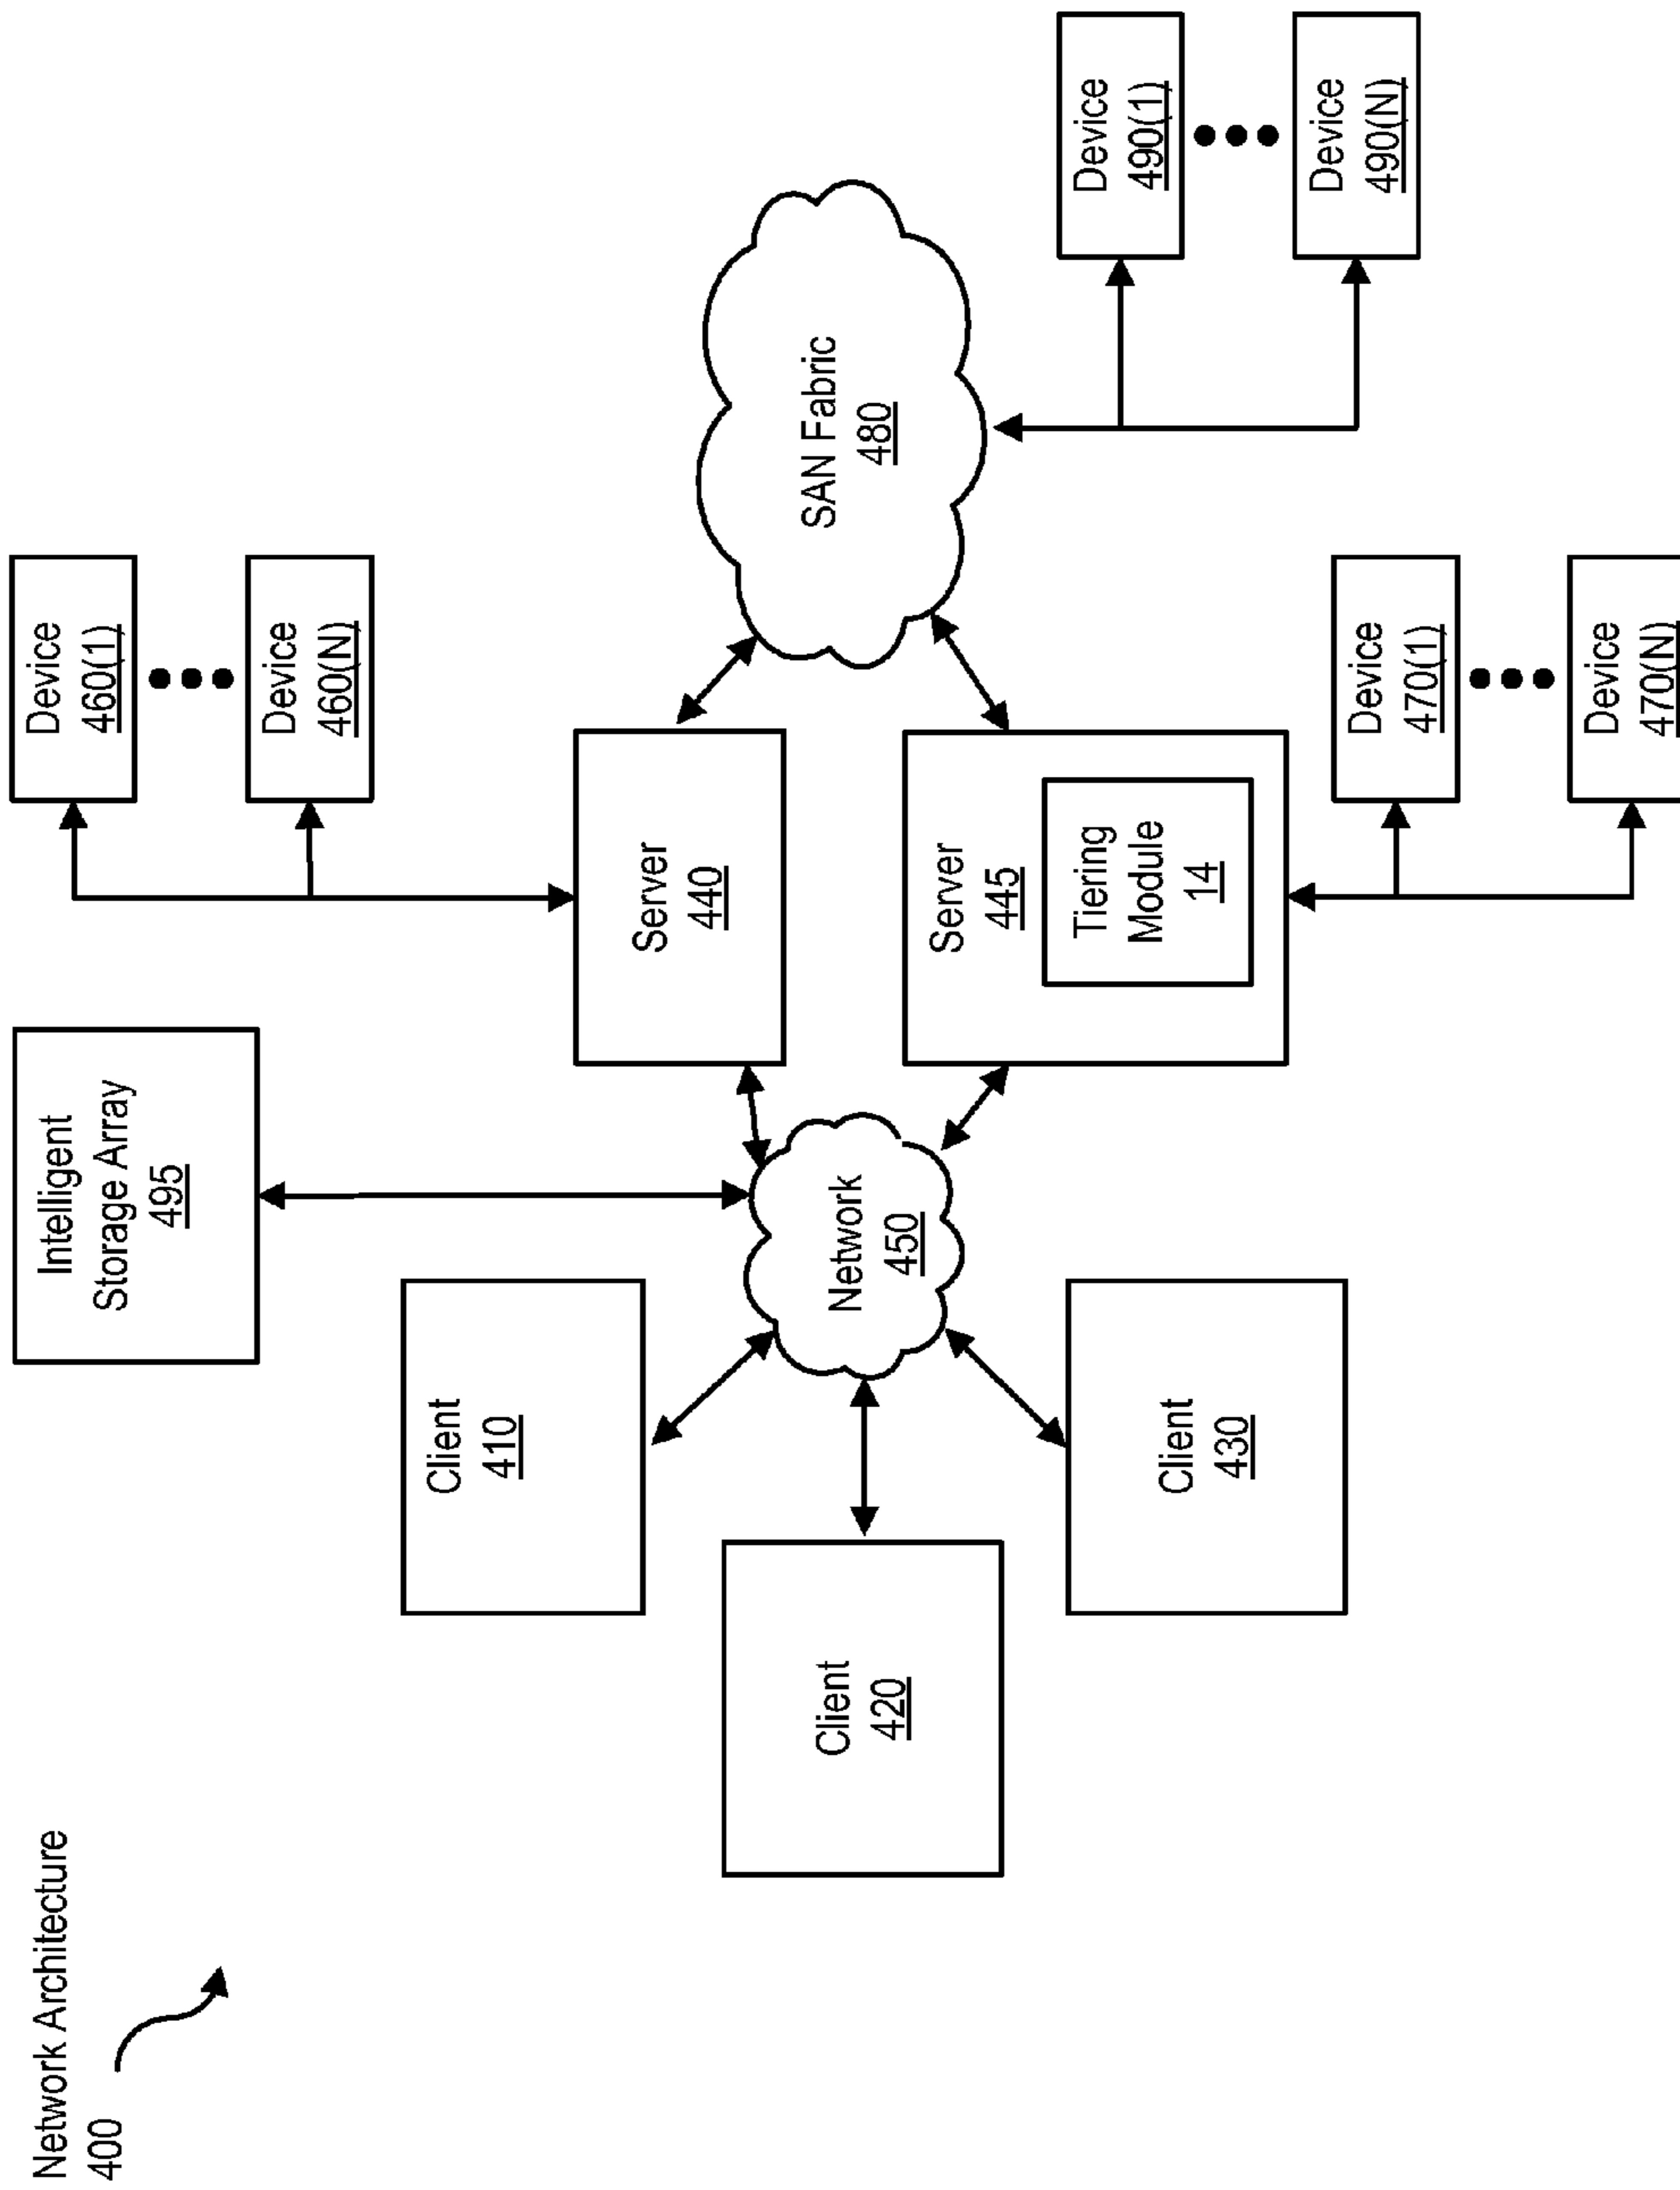 Network Architecture
400
Intelligent
Storage Array
495
Device
460(1)
Device
460(N)
Client
410
Client
420
Client
430
Network
450
Server
440
Server
445
Tiering
Module
14
SAN Fabric
480
Device
470(1)
Device
470(N)
Device
490(1)
Device
490(N)